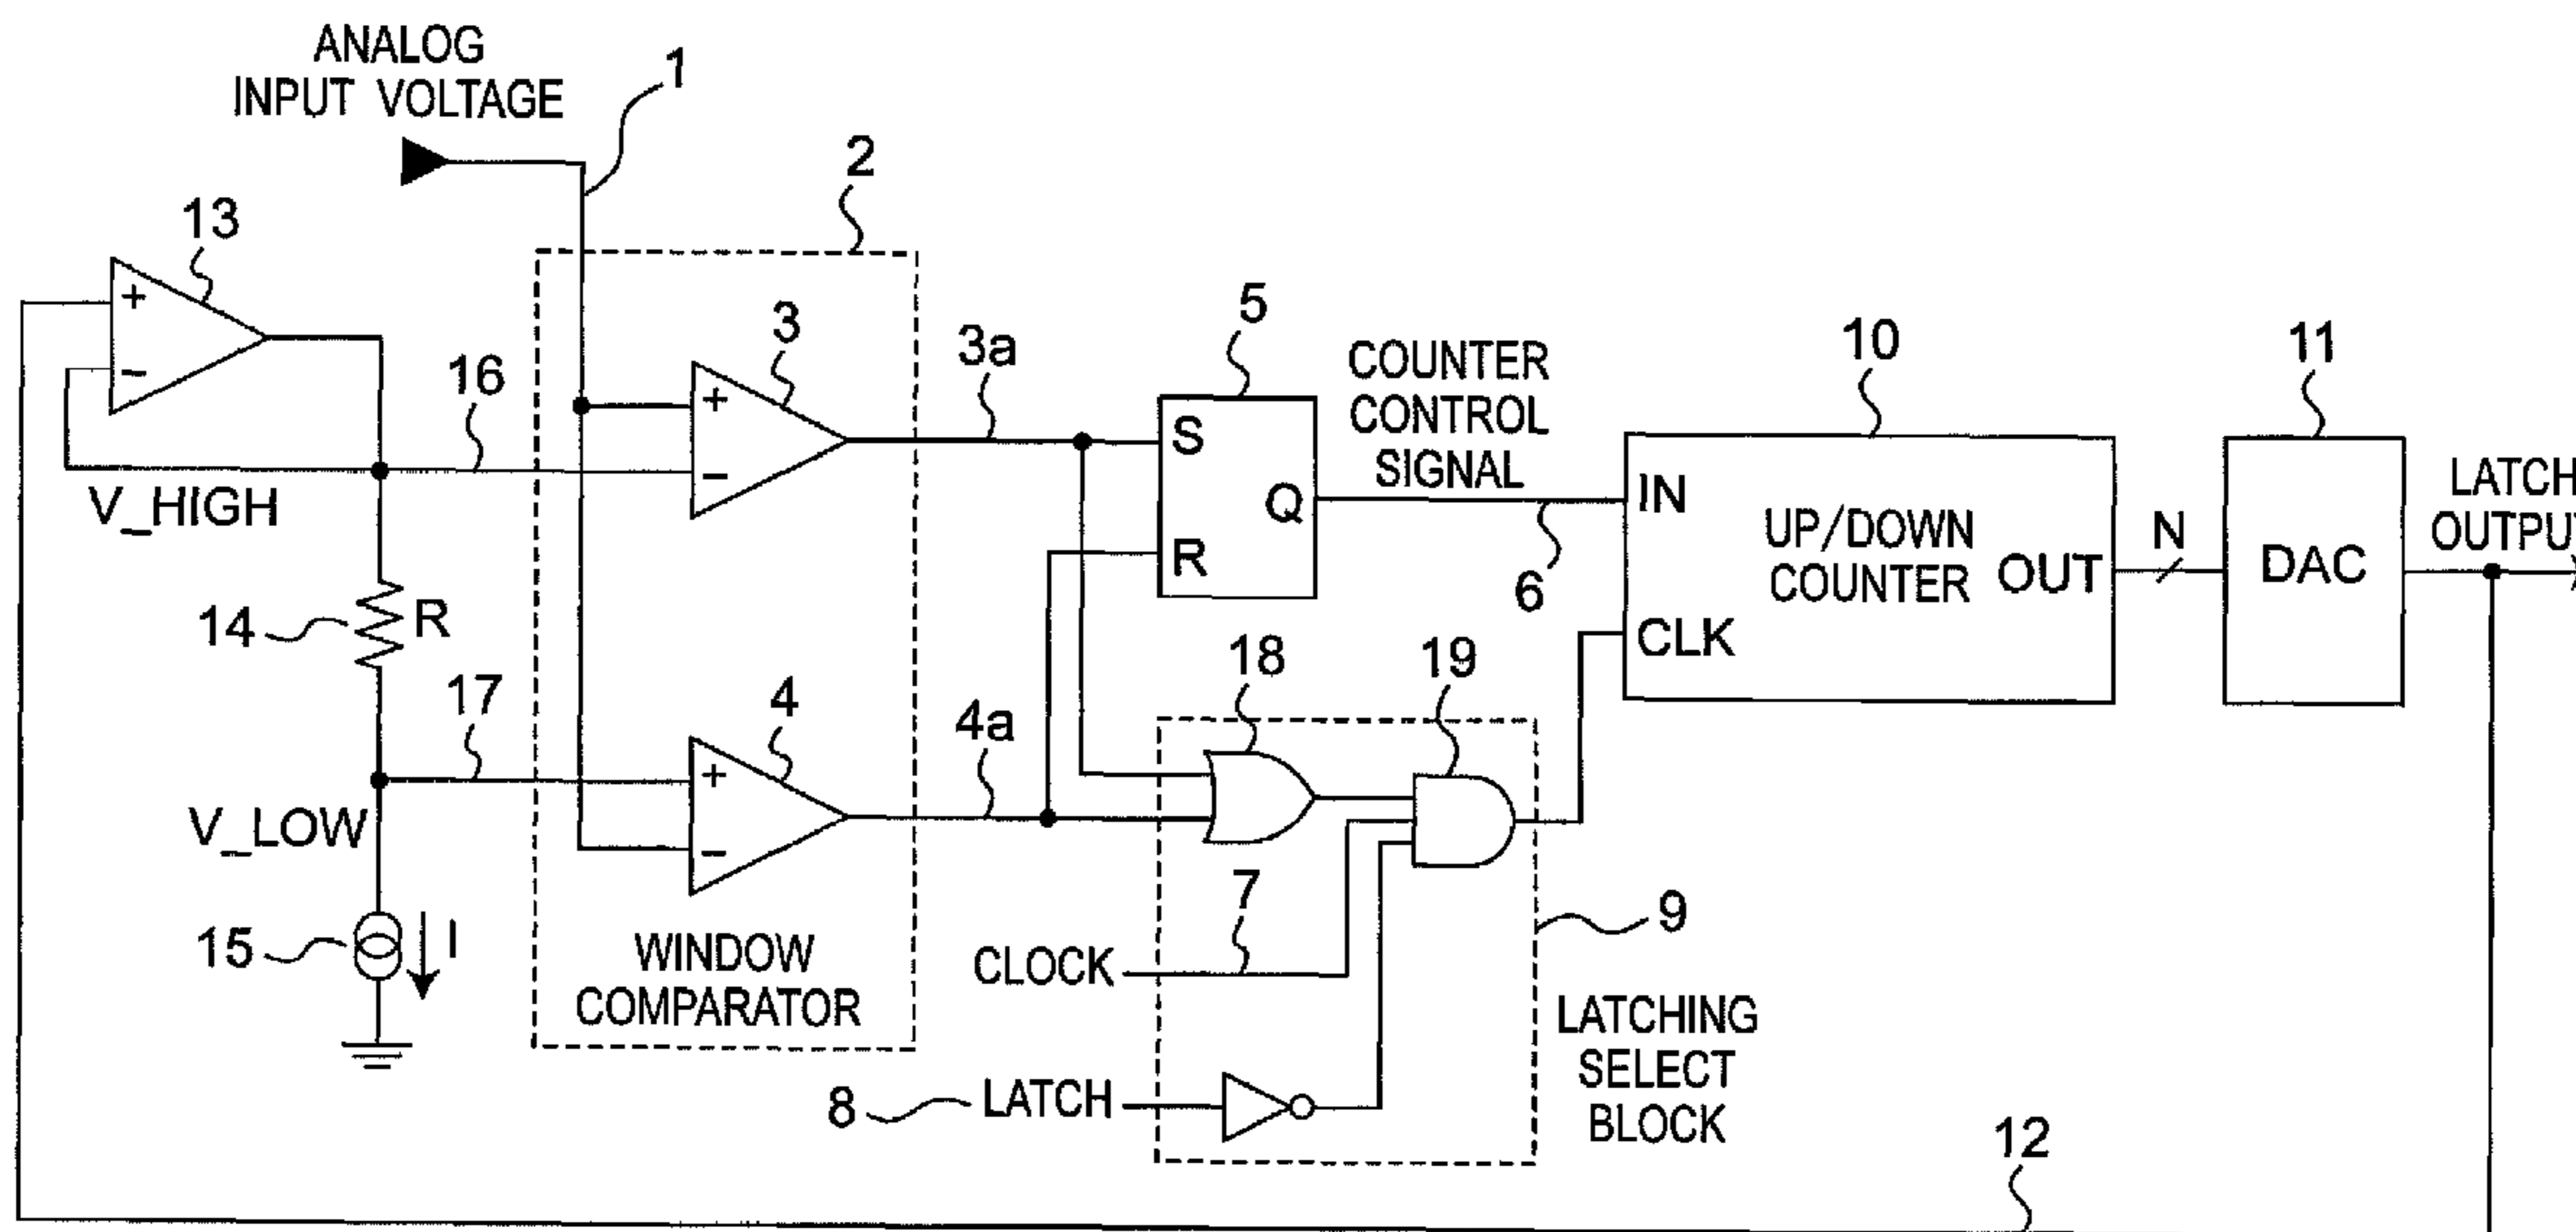 ANALOG
INPUT VOLTAGE
1
2
13
+
−
16
V_HIGH
14
R
17
V_LOW
15
I
3
+
−
3a
4
+
−
4a
WINDOW
COMPARATOR
5
S
Q
R
COUNTER
CONTROL
SIGNAL
6
10
IN
UP/DOWN
COUNTER
OUT
CLK
N
11
DAC
LATCH
OUTPUT
18
19
7
CLOCK
8
LATCH
9
LATCHING
SELECT
BLOCK
12